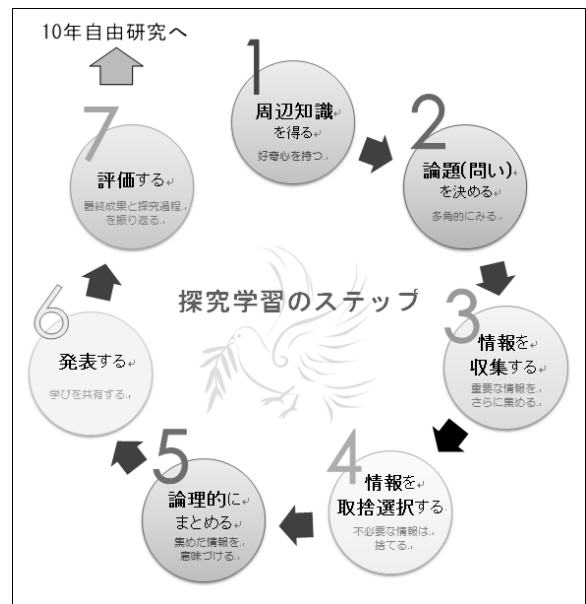 10年自由研究へ
1
周辺知識
を得る
好奇心を持つ。
2
論題(問い)
を決める
多角的にみる。
3
情報を
収集する
重要な情報を、
さらに集める。
4
情報を
取捨選択する
不必要な情報は、
捨てる。
5
論理的に
まとめる
集めた情報を、
意味づける。
6
発表する
学びを共有する。
7
評価する
最終成果と探究過程
を振り返る。
探究学習のステップ